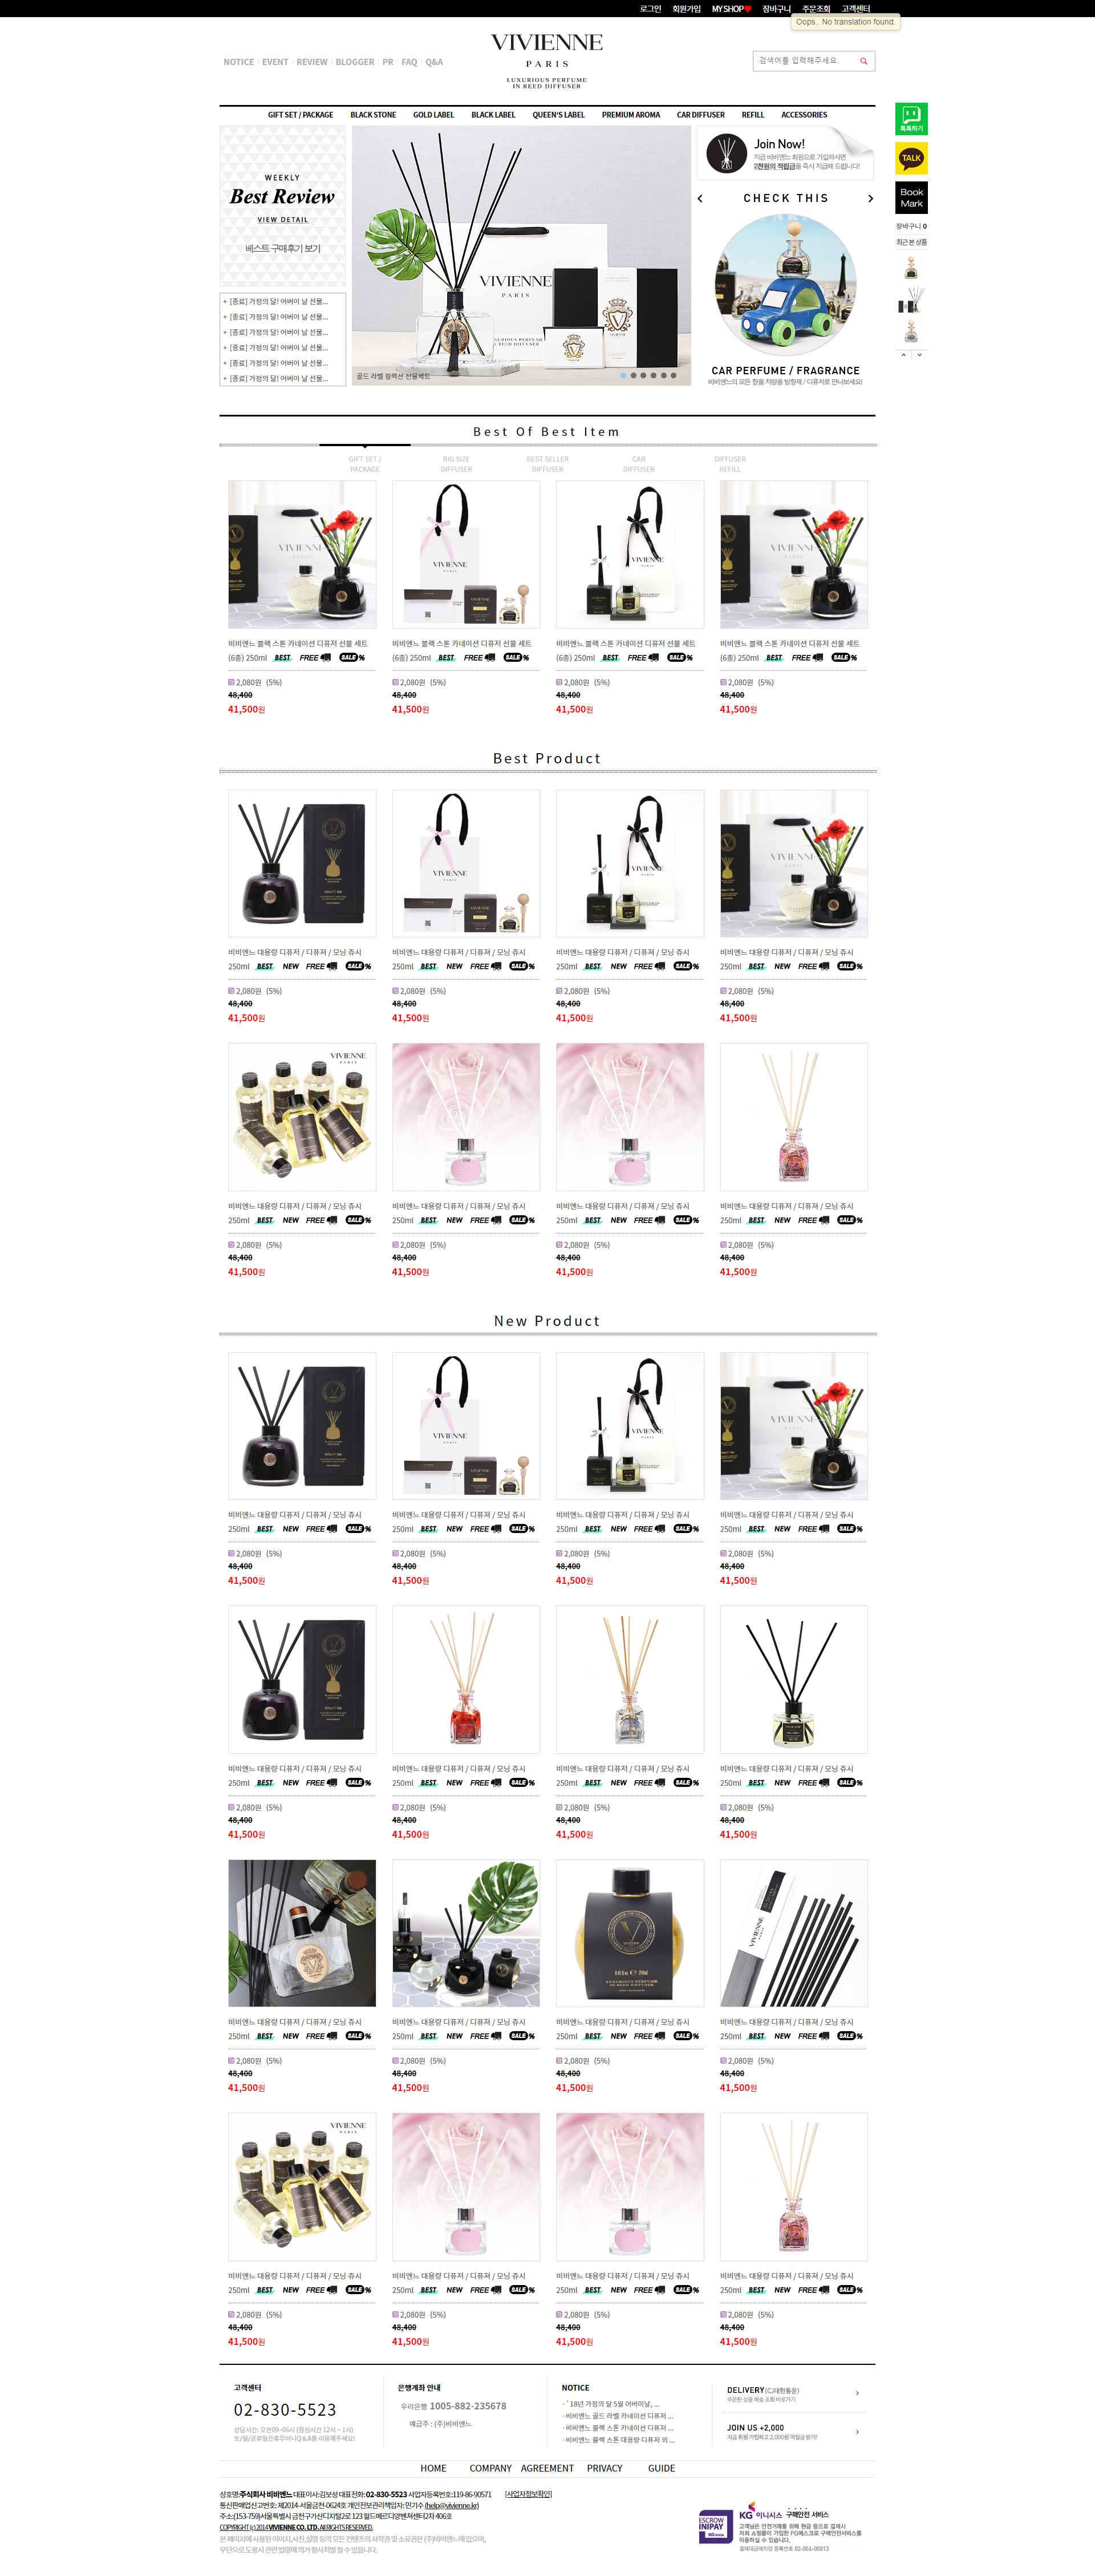 로그인 회원가입 MY SHOP 장바구니 주문조회 고객센터
Oops.. No translation found.
VIVIENNE
PARIS
LUXURIOUS PERFUME
IN REED DIFFUSER
NOTICE EVENT REVIEW BLOGGER PR FAQ Q&A
검색어를 입력해주세요
GIFT SET / PACKAGE BLACK STONE GOLD LABEL BLACK LABEL QUEEN'S LABEL PREMIUM AROMA CAR DIFFUSER REFILL ACCESSORIES
톡톡하기
TALK
Book
Mark
장바구니 0
최근 본 상품
WEEKLY
Best Review
VIEW DETAIL
베스트 구매후기 보기
+ [종료] 가정의 달! 어버이 날 선물...
+ [종료] 가정의 달! 어버이 날 선물...
+ [종료] 가정의 달! 어버이 날 선물...
+ [종료] 가정의 달! 어버이 날 선물...
+ [종료] 가정의 달! 어버이 날 선물...
+ [종료] 가정의 달! 어버이 날 선물...
VIVIENNE
PARIS
골드 라벨 컬렉션 선물세트
Join Now!
지금 비비앤느 회원으로 가입하시면
2천원의 적립금을 즉시 지급해 드립니다!
CHECK THIS
CAR PERFUME / FRAGRANCE
비비앤느의 모든 향을 차량용 방향제 / 디퓨저로 만나보세요!
Best Of Best Item
GIFT SET / PACKAGE
BIG SIZE DIFFUSER
BEST SELLER DIFFUSER
CAR DIFFUSER
DIFFUSER REFILL
비비앤느 블랙 스톤 카네이션 디퓨저 선물 세트 비비앤느 블랙 스톤 카네이션 디퓨저 선물 세트 비비앤느 블랙 스톤 카네이션 디퓨저 선물 세트 비비앤느 블랙 스톤 카네이션 디퓨저 선물 세트
(6종) 250ml BEST FREE SALE% (6종) 250ml BEST FREE SALE% (6종) 250ml BEST FREE SALE% (6종) 250ml BEST FREE SALE%
2,080원 (5%) 2,080원 (5%) 2,080원 (5%) 2,080원 (5%)
48,400 48,400 48,400 48,400
41,500원 41,500원 41,500원 41,500원
Best Product
비비앤느 대용량 디퓨저 / 디퓨져 / 모닝 쥬시 비비앤느 대용량 디퓨저 / 디퓨져 / 모닝 쥬시 비비앤느 대용량 디퓨저 / 디퓨져 / 모닝 쥬시 비비앤느 대용량 디퓨저 / 디퓨져 / 모닝 쥬시
250ml BEST NEW FREE SALE% 250ml BEST NEW FREE SALE% 250ml BEST NEW FREE SALE% 250ml BEST NEW FREE SALE%
2,080원 (5%) 2,080원 (5%) 2,080원 (5%) 2,080원 (5%)
48,400 48,400 48,400 48,400
41,500원 41,500원 41,500원 41,500원
VIVIENNE
PARIS
비비앤느 대용량 디퓨저 / 디퓨져 / 모닝 쥬시 비비앤느 대용량 디퓨저 / 디퓨져 / 모닝 쥬시 비비앤느 대용량 디퓨저 / 디퓨져 / 모닝 쥬시 비비앤느 대용량 디퓨저 / 디퓨져 / 모닝 쥬시
250ml BEST NEW FREE SALE% 250ml BEST NEW FREE SALE% 250ml BEST NEW FREE SALE% 250ml BEST NEW FREE SALE%
2,080원 (5%) 2,080원 (5%) 2,080원 (5%) 2,080원 (5%)
48,400 48,400 48,400 48,400
41,500원 41,500원 41,500원 41,500원
New Product
비비앤느 대용량 디퓨저 / 디퓨져 / 모닝 쥬시 비비앤느 대용량 디퓨저 / 디퓨져 / 모닝 쥬시 비비앤느 대용량 디퓨저 / 디퓨져 / 모닝 쥬시 비비앤느 대용량 디퓨저 / 디퓨져 / 모닝 쥬시
250ml BEST NEW FREE SALE% 250ml BEST NEW FREE SALE% 250ml BEST NEW FREE SALE% 250ml BEST NEW FREE SALE%
2,080원 (5%) 2,080원 (5%) 2,080원 (5%) 2,080원 (5%)
48,400 48,400 48,400 48,400
41,500원 41,500원 41,500원 41,500원
비비앤느 대용량 디퓨저 / 디퓨져 / 모닝 쥬시 비비앤느 대용량 디퓨저 / 디퓨져 / 모닝 쥬시 비비앤느 대용량 디퓨저 / 디퓨져 / 모닝 쥬시 비비앤느 대용량 디퓨저 / 디퓨져 / 모닝 쥬시
250ml BEST NEW FREE SALE% 250ml BEST NEW FREE SALE% 250ml BEST NEW FREE SALE% 250ml BEST NEW FREE SALE%
2,080원 (5%) 2,080원 (5%) 2,080원 (5%) 2,080원 (5%)
48,400 48,400 48,400 48,400
41,500원 41,500원 41,500원 41,500원
비비앤느 대용량 디퓨저 / 디퓨져 / 모닝 쥬시 비비앤느 대용량 디퓨저 / 디퓨져 / 모닝 쥬시 비비앤느 대용량 디퓨저 / 디퓨져 / 모닝 쥬시 비비앤느 대용량 디퓨저 / 디퓨져 / 모닝 쥬시
250ml BEST NEW FREE SALE% 250ml BEST NEW FREE SALE% 250ml BEST NEW FREE SALE% 250ml BEST NEW FREE SALE%
2,080원 (5%) 2,080원 (5%) 2,080원 (5%) 2,080원 (5%)
48,400 48,400 48,400 48,400
41,500원 41,500원 41,500원 41,500원
VIVIENNE
PARIS
비비앤느 대용량 디퓨저 / 디퓨져 / 모닝 쥬시 비비앤느 대용량 디퓨저 / 디퓨져 / 모닝 쥬시 비비앤느 대용량 디퓨저 / 디퓨져 / 모닝 쥬시 비비앤느 대용량 디퓨저 / 디퓨져 / 모닝 쥬시
250ml BEST NEW FREE SALE% 250ml BEST NEW FREE SALE% 250ml BEST NEW FREE SALE% 250ml BEST NEW FREE SALE%
2,080원 (5%) 2,080원 (5%) 2,080원 (5%) 2,080원 (5%)
48,400 48,400 48,400 48,400
41,500원 41,500원 41,500원 41,500원
고객센터
02-830-5523
상담시간: 오전09~06시 (점심시간 12시 ~ 1시)
토/일/공휴일은휴무이니Q&A를 이용해주세요!
은행계좌 안내
우리은행 1005-882-235678
예금주 : (주)비비앤느
NOTICE
·`18년 가정의 달 5월 어버이날, ...
·비비앤느 골드 라벨 카네이션 디퓨저 ...
·비비앤느 블랙 스톤 카네이션 디퓨저 ...
·비비앤느 블랙 스톤 대용량 디퓨저 외 ...
DELIVERY(CJ대한통운)
주문한 상품 배송 조회 바로가기
JOIN US +2,000
지금 회원 가입하고 2,000원 적립금 받기!
HOME COMPANY AGREEMENT PRIVACY GUIDE
상호명:주식회사 비비앤느 대표이사:김보성 대표전화: 02-830-5523 사업자등록번호:119-86-90571 [사업자정보확인]
통신판매업신고번호: 제2014-서울금천-0624호 개인정보관리책임자: 민기수(help@vivienne.kr)
주소:(153-759)서울특별시 금천구가산디지털2로 123 월드메르디앙벤처센터2차 406호
COPYRIGHT (c) 2014 VIVIENNE CO. LTD. All RIGHTS RESERVED.
본 페이지에 사용된 이미지,사진,설명 등의 모든 컨텐츠의 저작권 및 소유권은 (주)비비앤느에 있으며,
무단으로 도용시 관련 법령에 의거 형사처벌 될 수 있습니다.
ESCROW
INIPAY
KG Inicis
KG 이니시스 구매안전 서비스
고객님은 안전거래를 위해 현금 등으로 결제시
저희 쇼핑몰이 가입한 PG에스크로 구매안전서비스를
이용하실 수 있습니다.
결제대금예치업 등록번호 02-006-00013